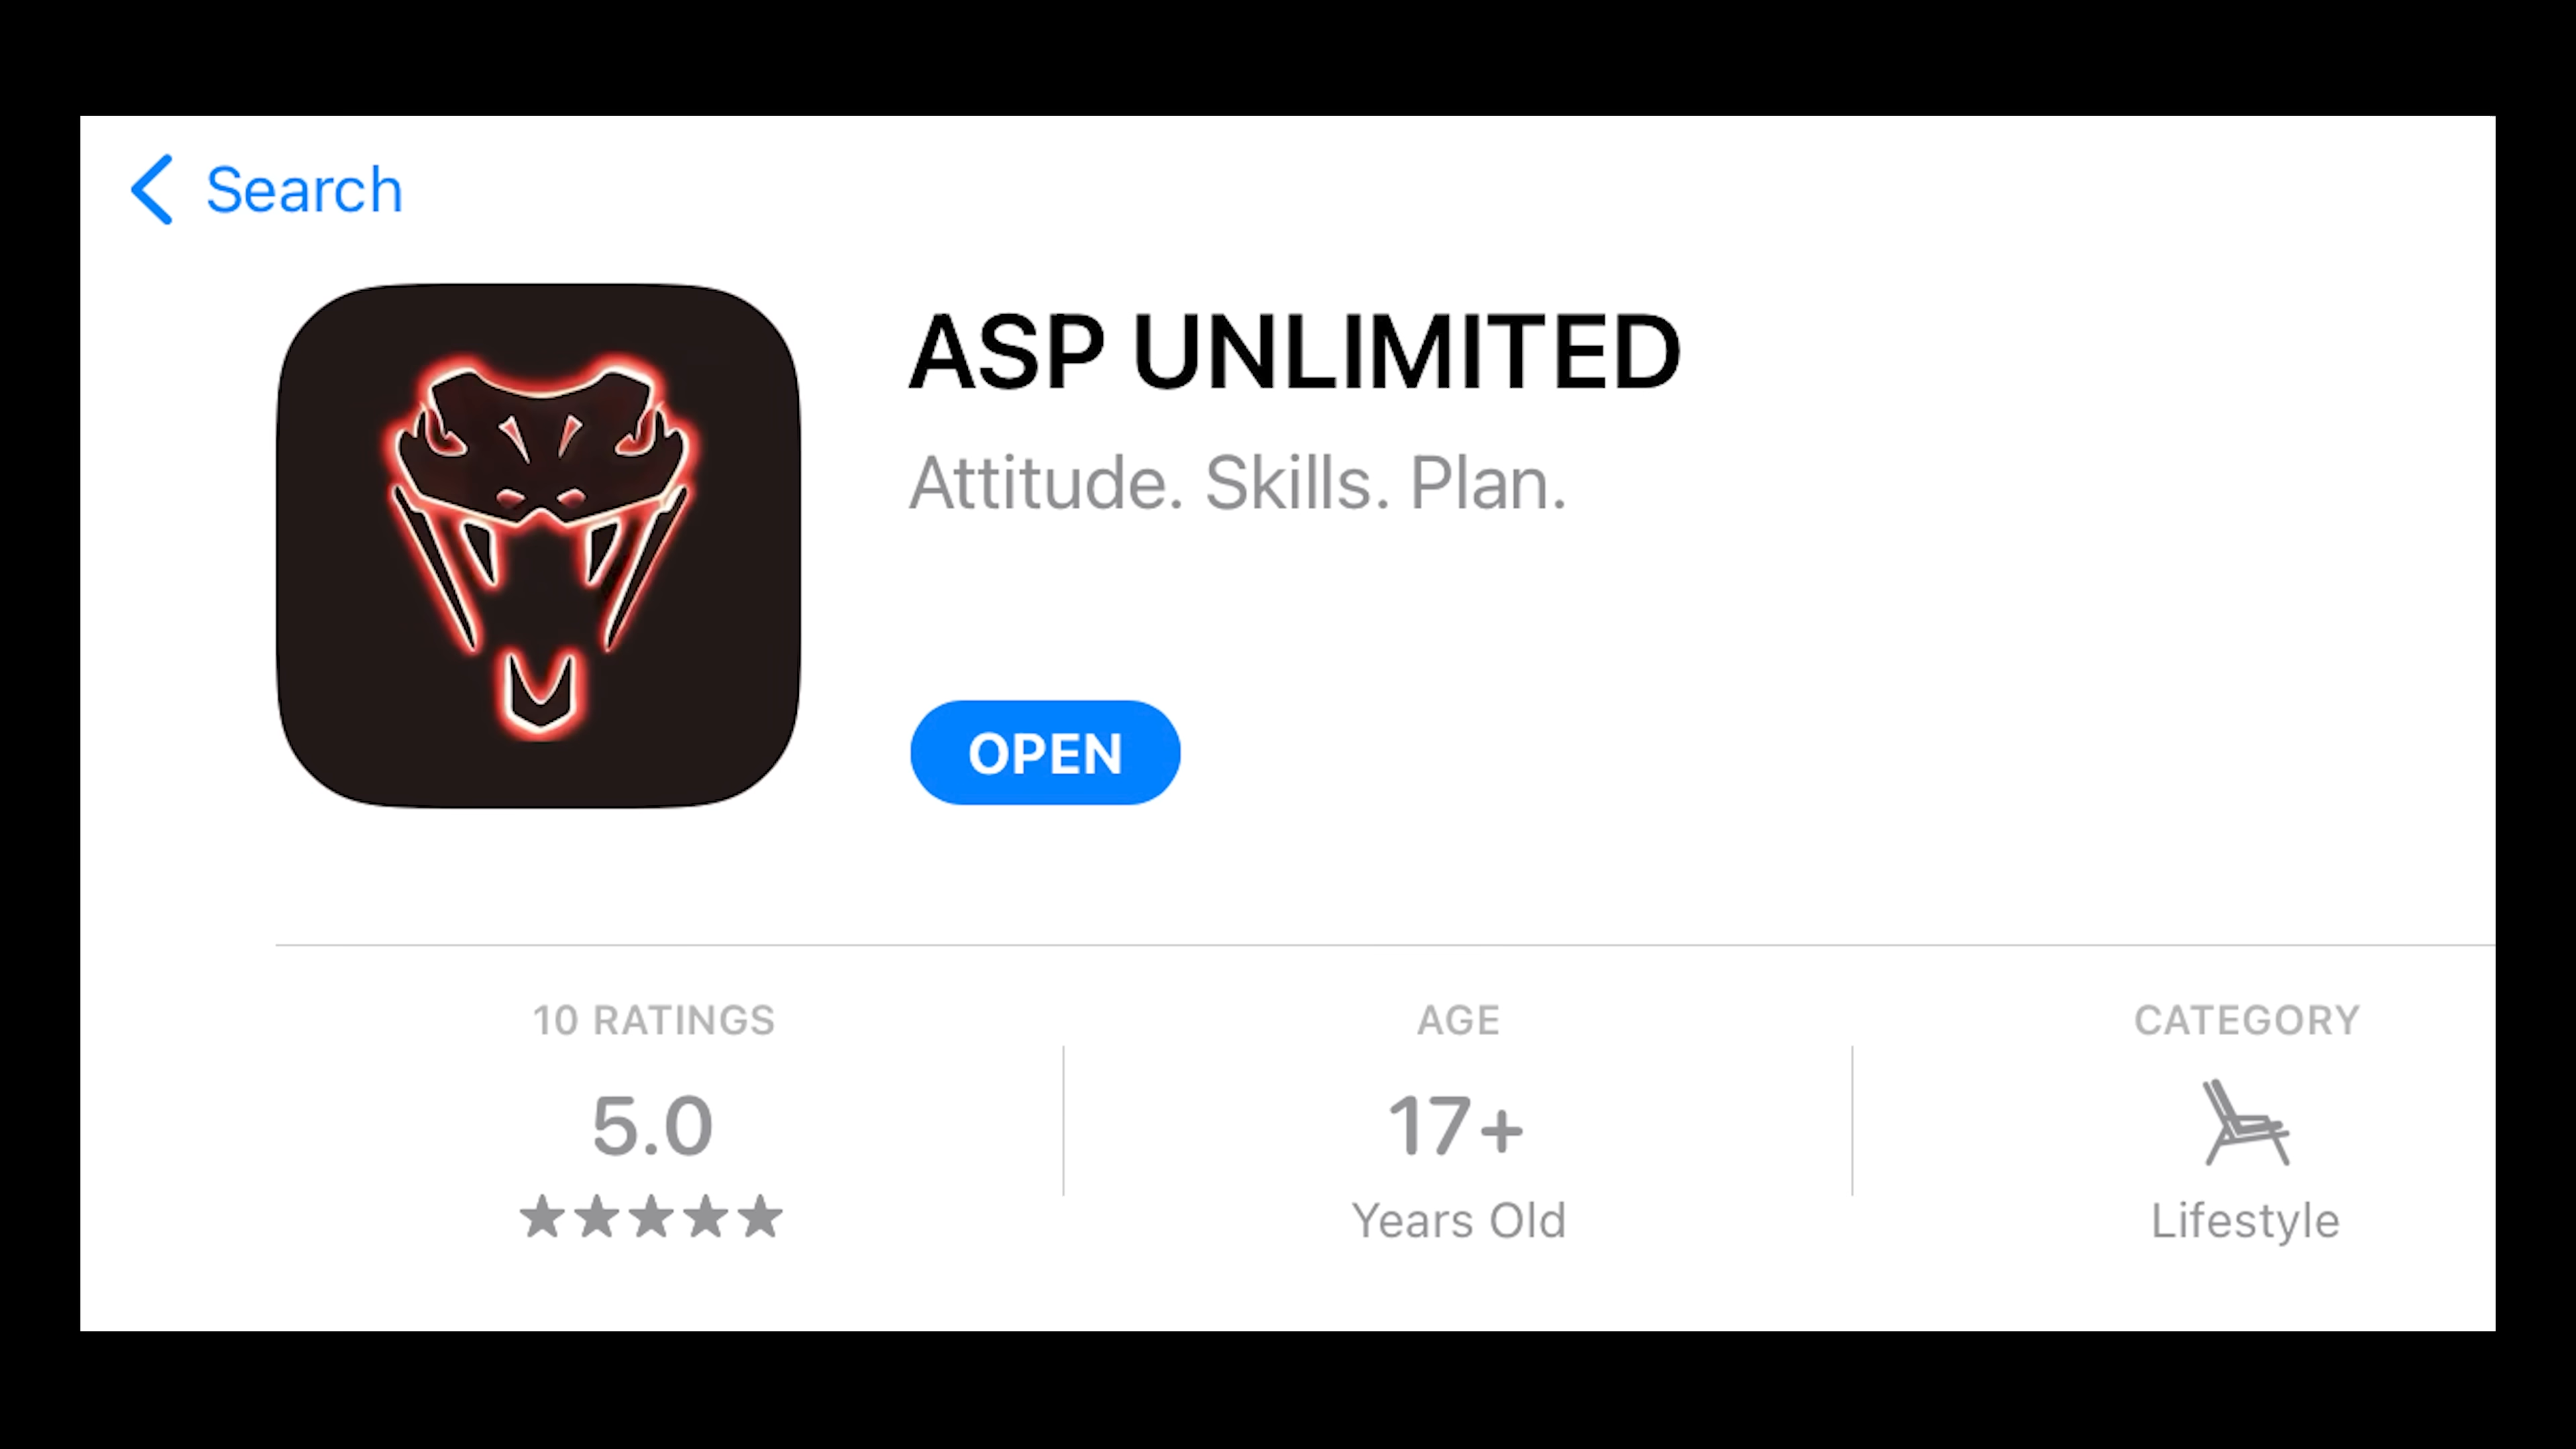 Search
ASP UNLIMITED
Attitude. Skills. Plan.
OPEN
10 RATINGS
5.0
AGE
17+
Years Old
CATEGORY
Lifestyle